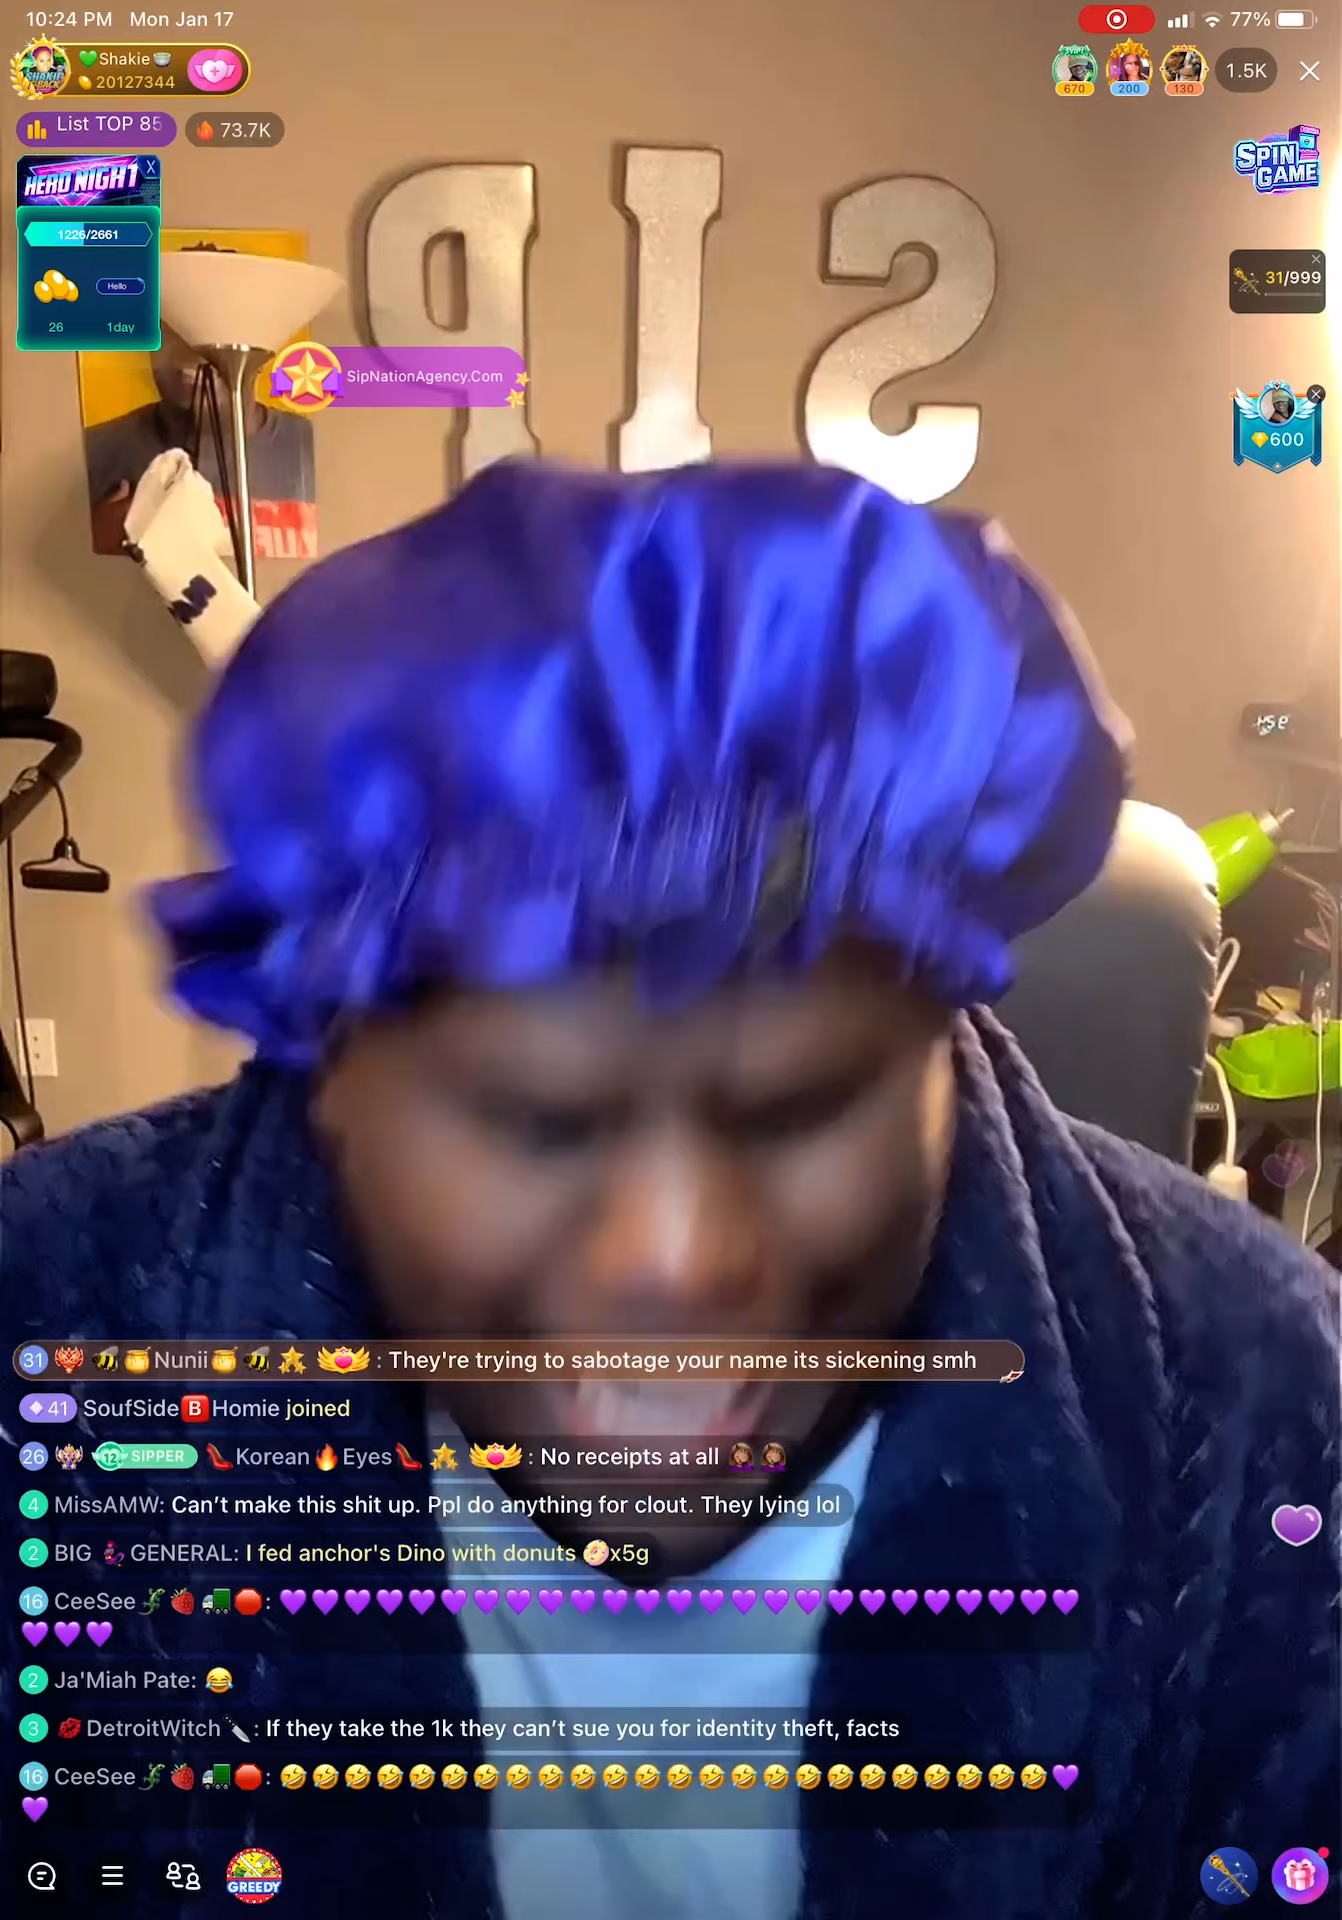 10:24 PM Mon Jan 17
77%
💚Shakie🍵
20127344
670
200
130
1.5K
List TOP 85
73.7K
SPIN GAME
HERO NIGHT
X
1226/2661
Hello
26
1day
31/999
SIP
SipNationAgency.Com
600
31 🐝🍯Nunii🍯🐝 : They're trying to sabotage your name its sickening smh
41 SoufSide🅱Homie joined
26 12 SIPPER 👠Korean🔥Eyes👠 : No receipts at all 🤦🏾‍♀️🤦🏾‍♀️
4 MissAMW: Can’t make this shit up. Ppl do anything for clout. They lying lol
2 BIG 🧜🏾‍♀️GENERAL: I fed anchor's Dino with donuts 🍩x5g
16 CeeSee🦎🍓🚛🛑: 💜💜💜💜💜💜💜💜💜💜💜💜💜💜💜💜💜💜💜💜💜💜💜💜💜
💜💜💜
2 Ja'Miah Pate: 😂
3 💋DetroitWitch🔪: If they take the 1k they can’t sue you for identity theft, facts
16 CeeSee🦎🍓🚛🛑: 🤣🤣🤣🤣🤣🤣🤣🤣🤣🤣🤣🤣🤣🤣🤣🤣🤣🤣🤣🤣🤣🤣🤣🤣💜
💜
GREEDY